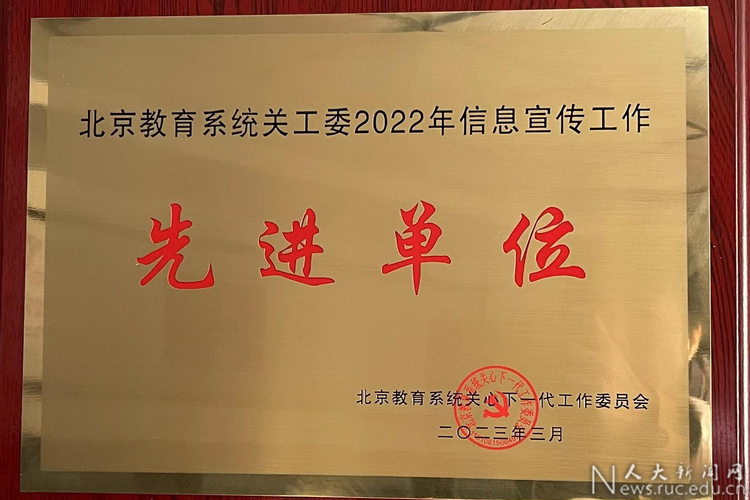 北京教育系统关工委2022年信息宣传工作
先进单位
北京教育系统关心下一代工作委员会
二〇二三年三月
人大新闻网
News.ruc.edu.cn